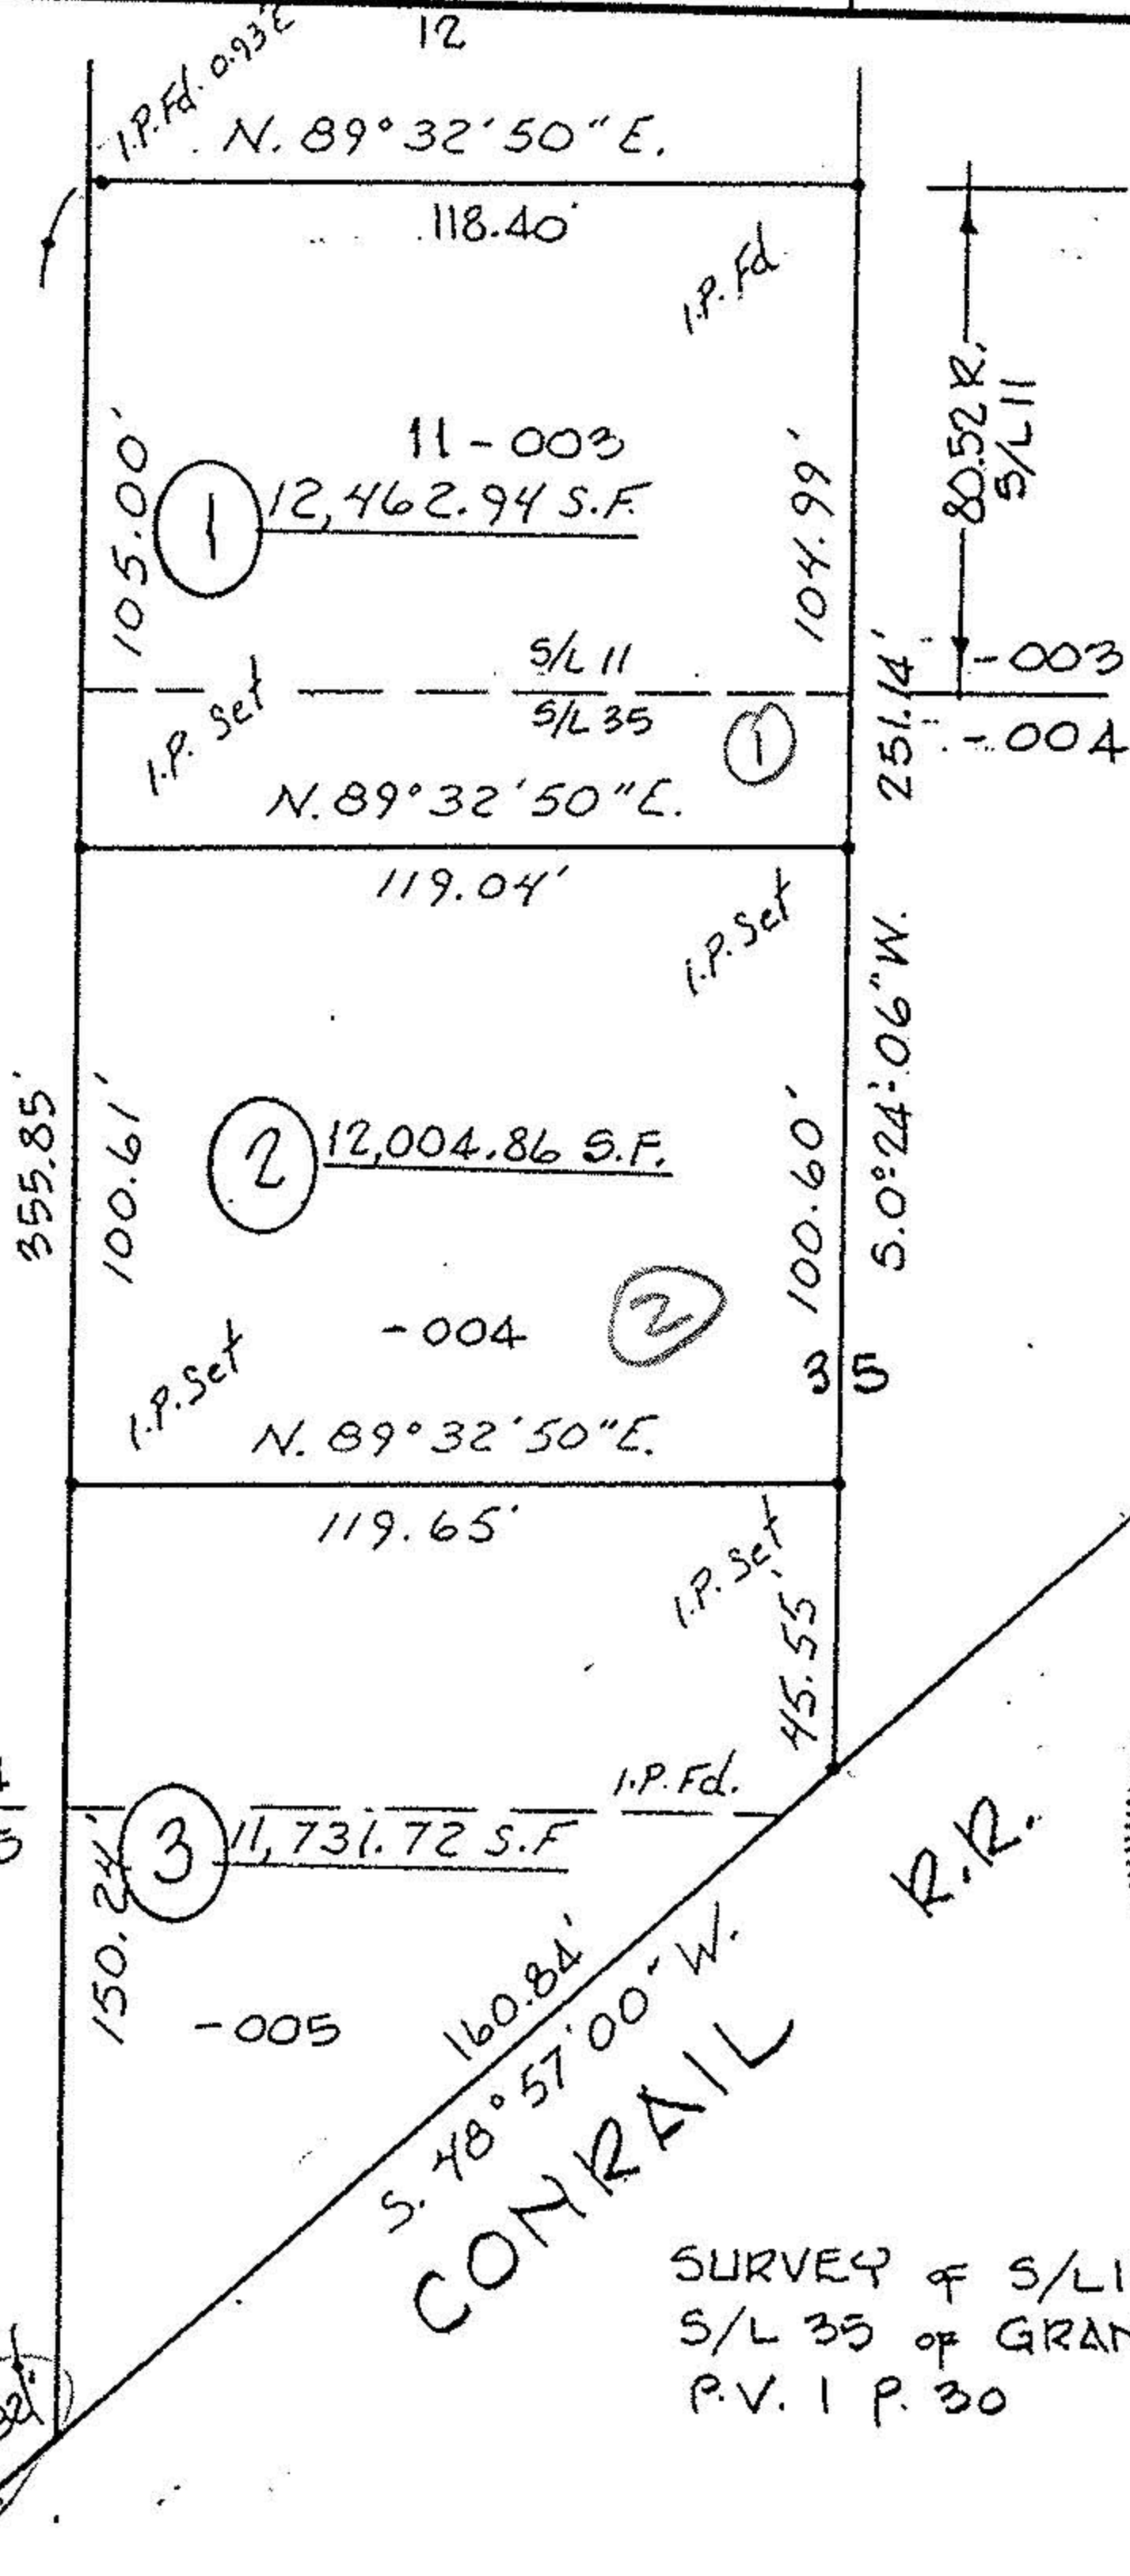 12
I.P. Fd. 0.93'E
N. 89° 32' 50" E.
118.40'
I.P. Fd.
80.52 R.
S/L 11
11-003
105.00'
1
12,462.94 S.F.
104.99'
S/L 11
S/L 35
I.P. Set
1
-003
-004
251.14'
N. 89° 32' 50" E.
119.04'
I.P. Set
S. 0° 24' 06" W.
355.85'
100.61'
2
12,004.86 S.F.
100.60'
-004
2
35
I.P. Set
N. 89° 32' 50" E.
119.65'
I.P. Set
45.55'
I.P. Fd.
3
11,731.72 S.F
150.24'
-005
160.84'
S. 48° 57' 00" W.
CONRAIL R.R.
SURVEY OF S/L1
S/L 35 OF GRAN
P.V. 1 P. 30